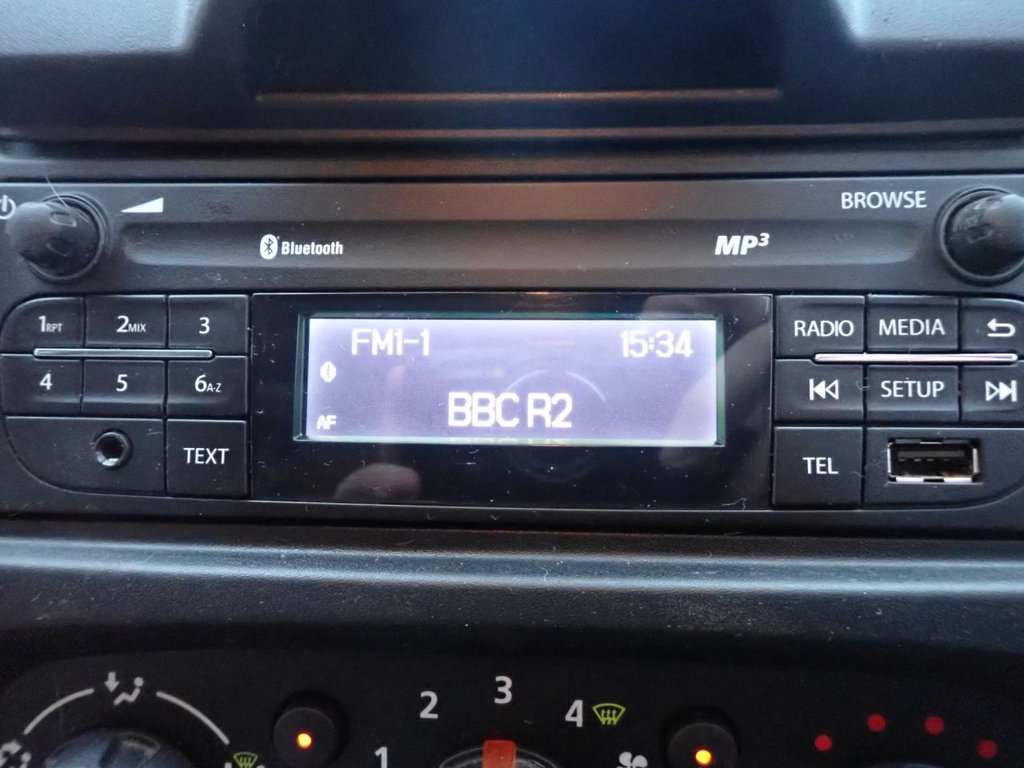 BROWSE
Bluetooth MP3
1RPT 2MIX 3
FM1-1 15:34
RADIO MEDIA
4 5 6A-Z
AF BBC R2
SETUP
TEXT
TEL
1 2 3 4